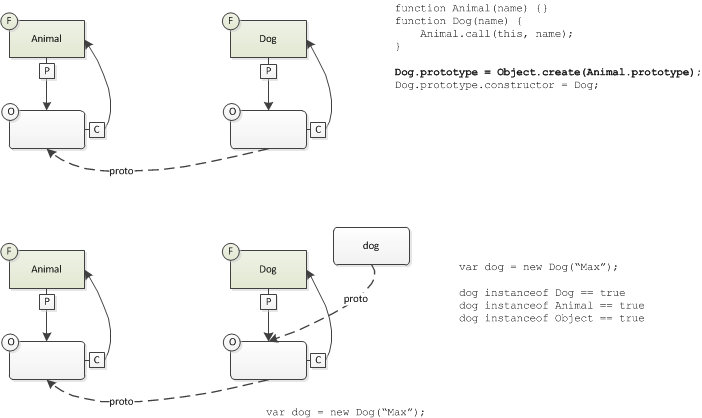 function Animal(name) {}
function Dog(name) {
Animal.call(this, name);
}
Dog.prototype = Object.create(Animal.prototype);
Dog.prototype.constructor = Dog;
F
Animal
P
O
C
F
Dog
P
O
C
proto
F
Animal
P
O
C
F
Dog
P
O
C
dog
proto
proto
var dog = new Dog(“Max”);
dog instanceof Dog == true
dog instanceof Animal == true
dog instanceof Object == true
var dog = new Dog(“Max”);